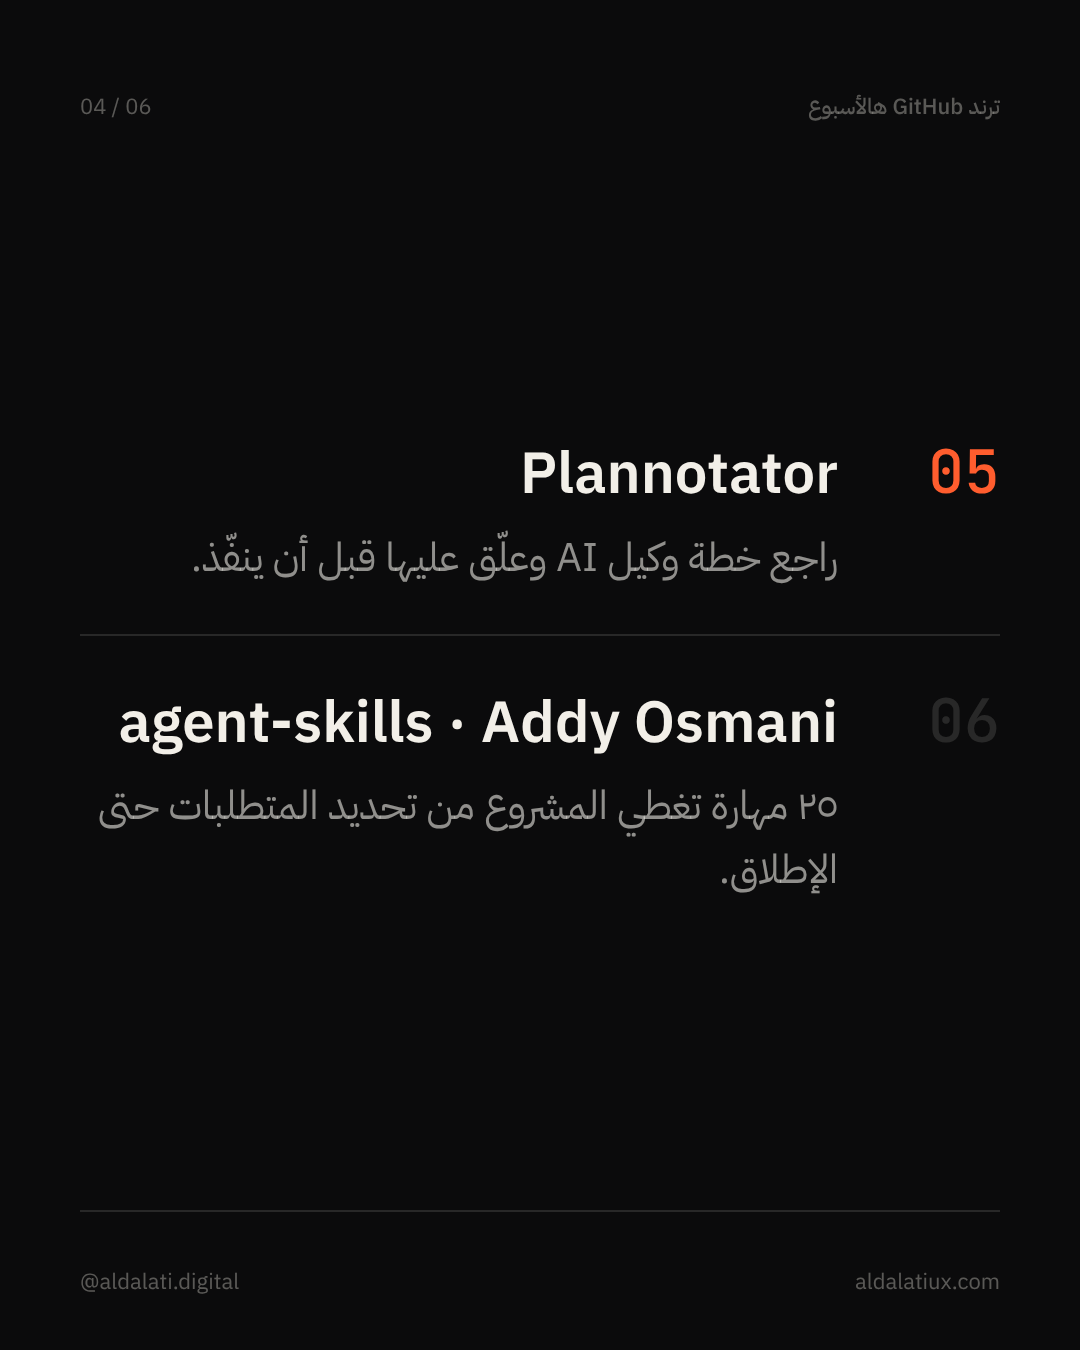 ترند GitHub هالأسبوع
04 / 06
05
Plannotator
راجع خطة وكيل AI وعلّق عليها قبل أن ينفّذ.
06
agent-skills · Addy Osmani
٢٥ مهارة تغطي المشروع من تحديد المتطلبات حتى
الإطلاق.
aldalatiux.com
@aldalati.digital